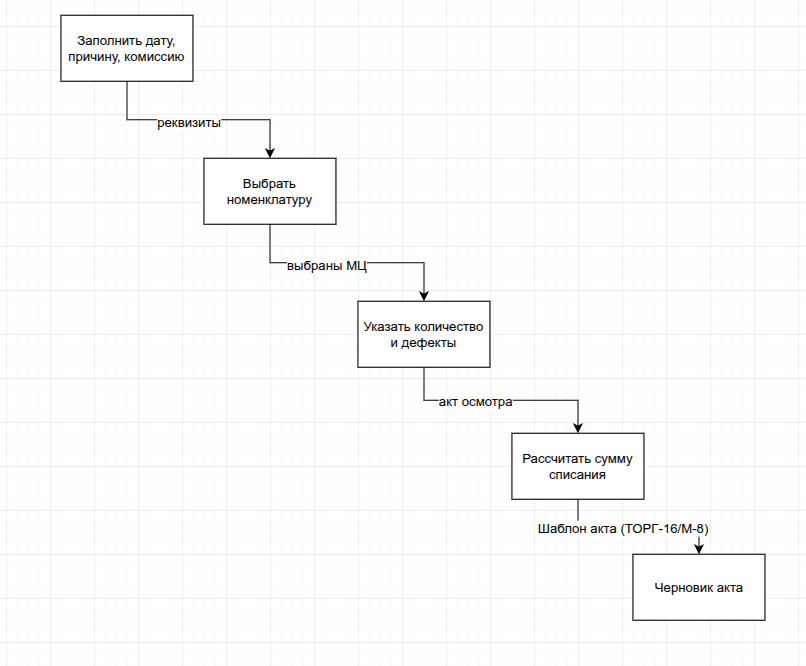 Заполнить дату,
причину, комиссию
реквизиты
Выбрать
номенклатуру
выбраны МЦ
Указать количество
и дефекты
акт осмотра
Рассчитать сумму
списания
Шаблон акта (ТОРГ-16/М-8)
Черновик акта